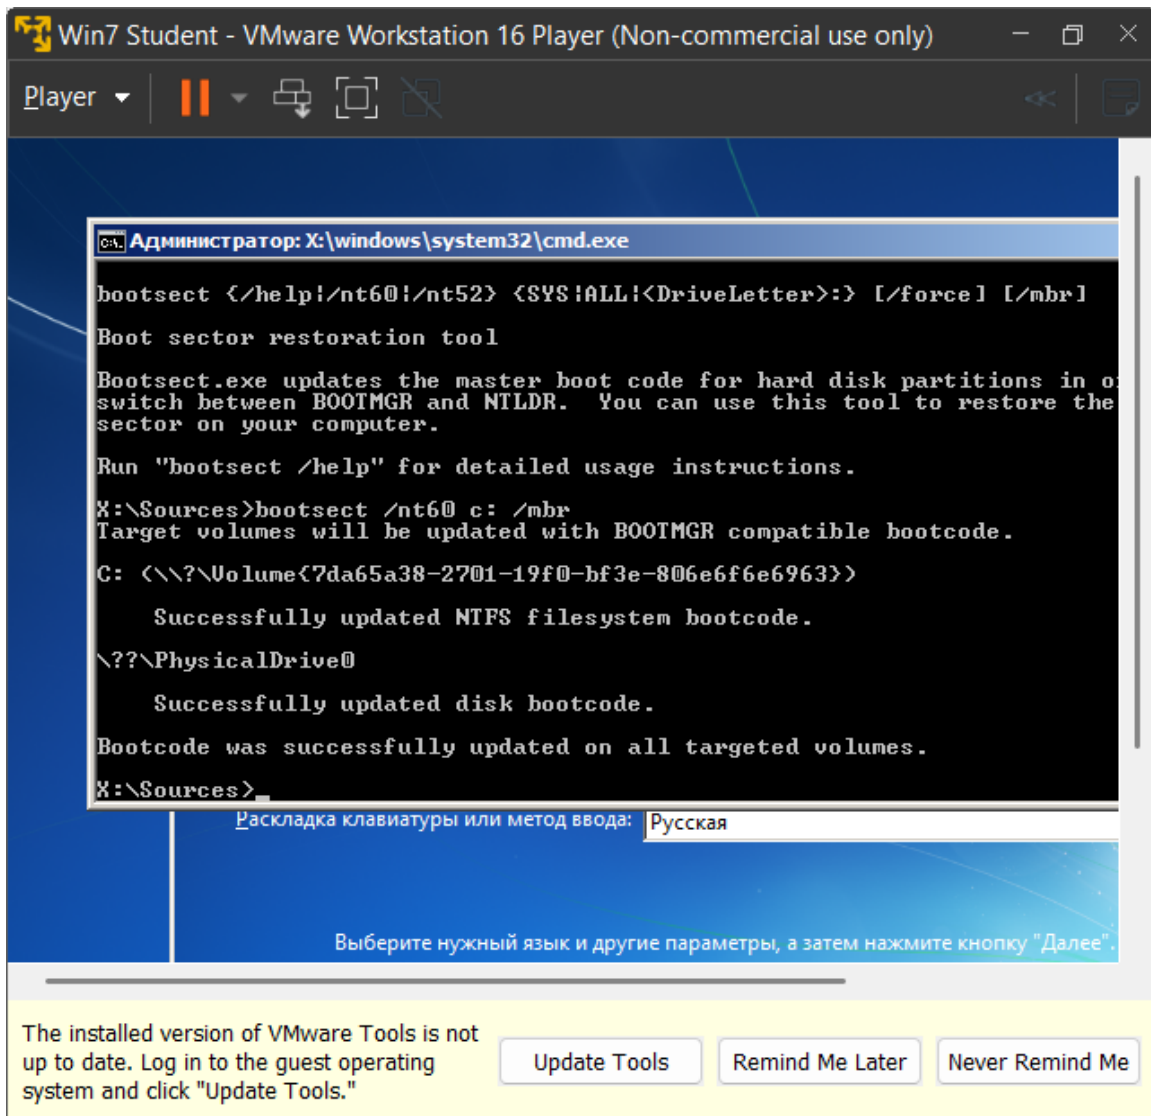 Win7 Student - VMware Workstation 16 Player (Non-commercial use only)
Player
Администратор: X:\windows\system32\cmd.exe
bootsect {/help|/nt60|/nt52} {SYS|ALL|<DriveLetter>:} [/force] [/mbr]
Boot sector restoration tool
Bootsect.exe updates the master boot code for hard disk partitions in o
switch between BOOTMGR and NTLDR.  You can use this tool to restore the
sector on your computer.
Run "bootsect /help" for detailed usage instructions.
X:\Sources>bootsect /nt60 c: /mbr
Target volumes will be updated with BOOTMGR compatible bootcode.
C: (\\?\Volume{7da65a38-2701-19f0-bf3e-806e6f6e6963})
Successfully updated NTFS filesystem bootcode.
\??\PhysicalDrive0
Successfully updated disk bootcode.
Bootcode was successfully updated on all targeted volumes.
X:\Sources>_
Раскладка клавиатуры или метод ввода: Русская
Выберите нужный язык и другие параметры, а затем нажмите кнопку "Далее".
The installed version of VMware Tools is not
up to date. Log in to the guest operating
system and click "Update Tools."
Update Tools
Remind Me Later
Never Remind Me